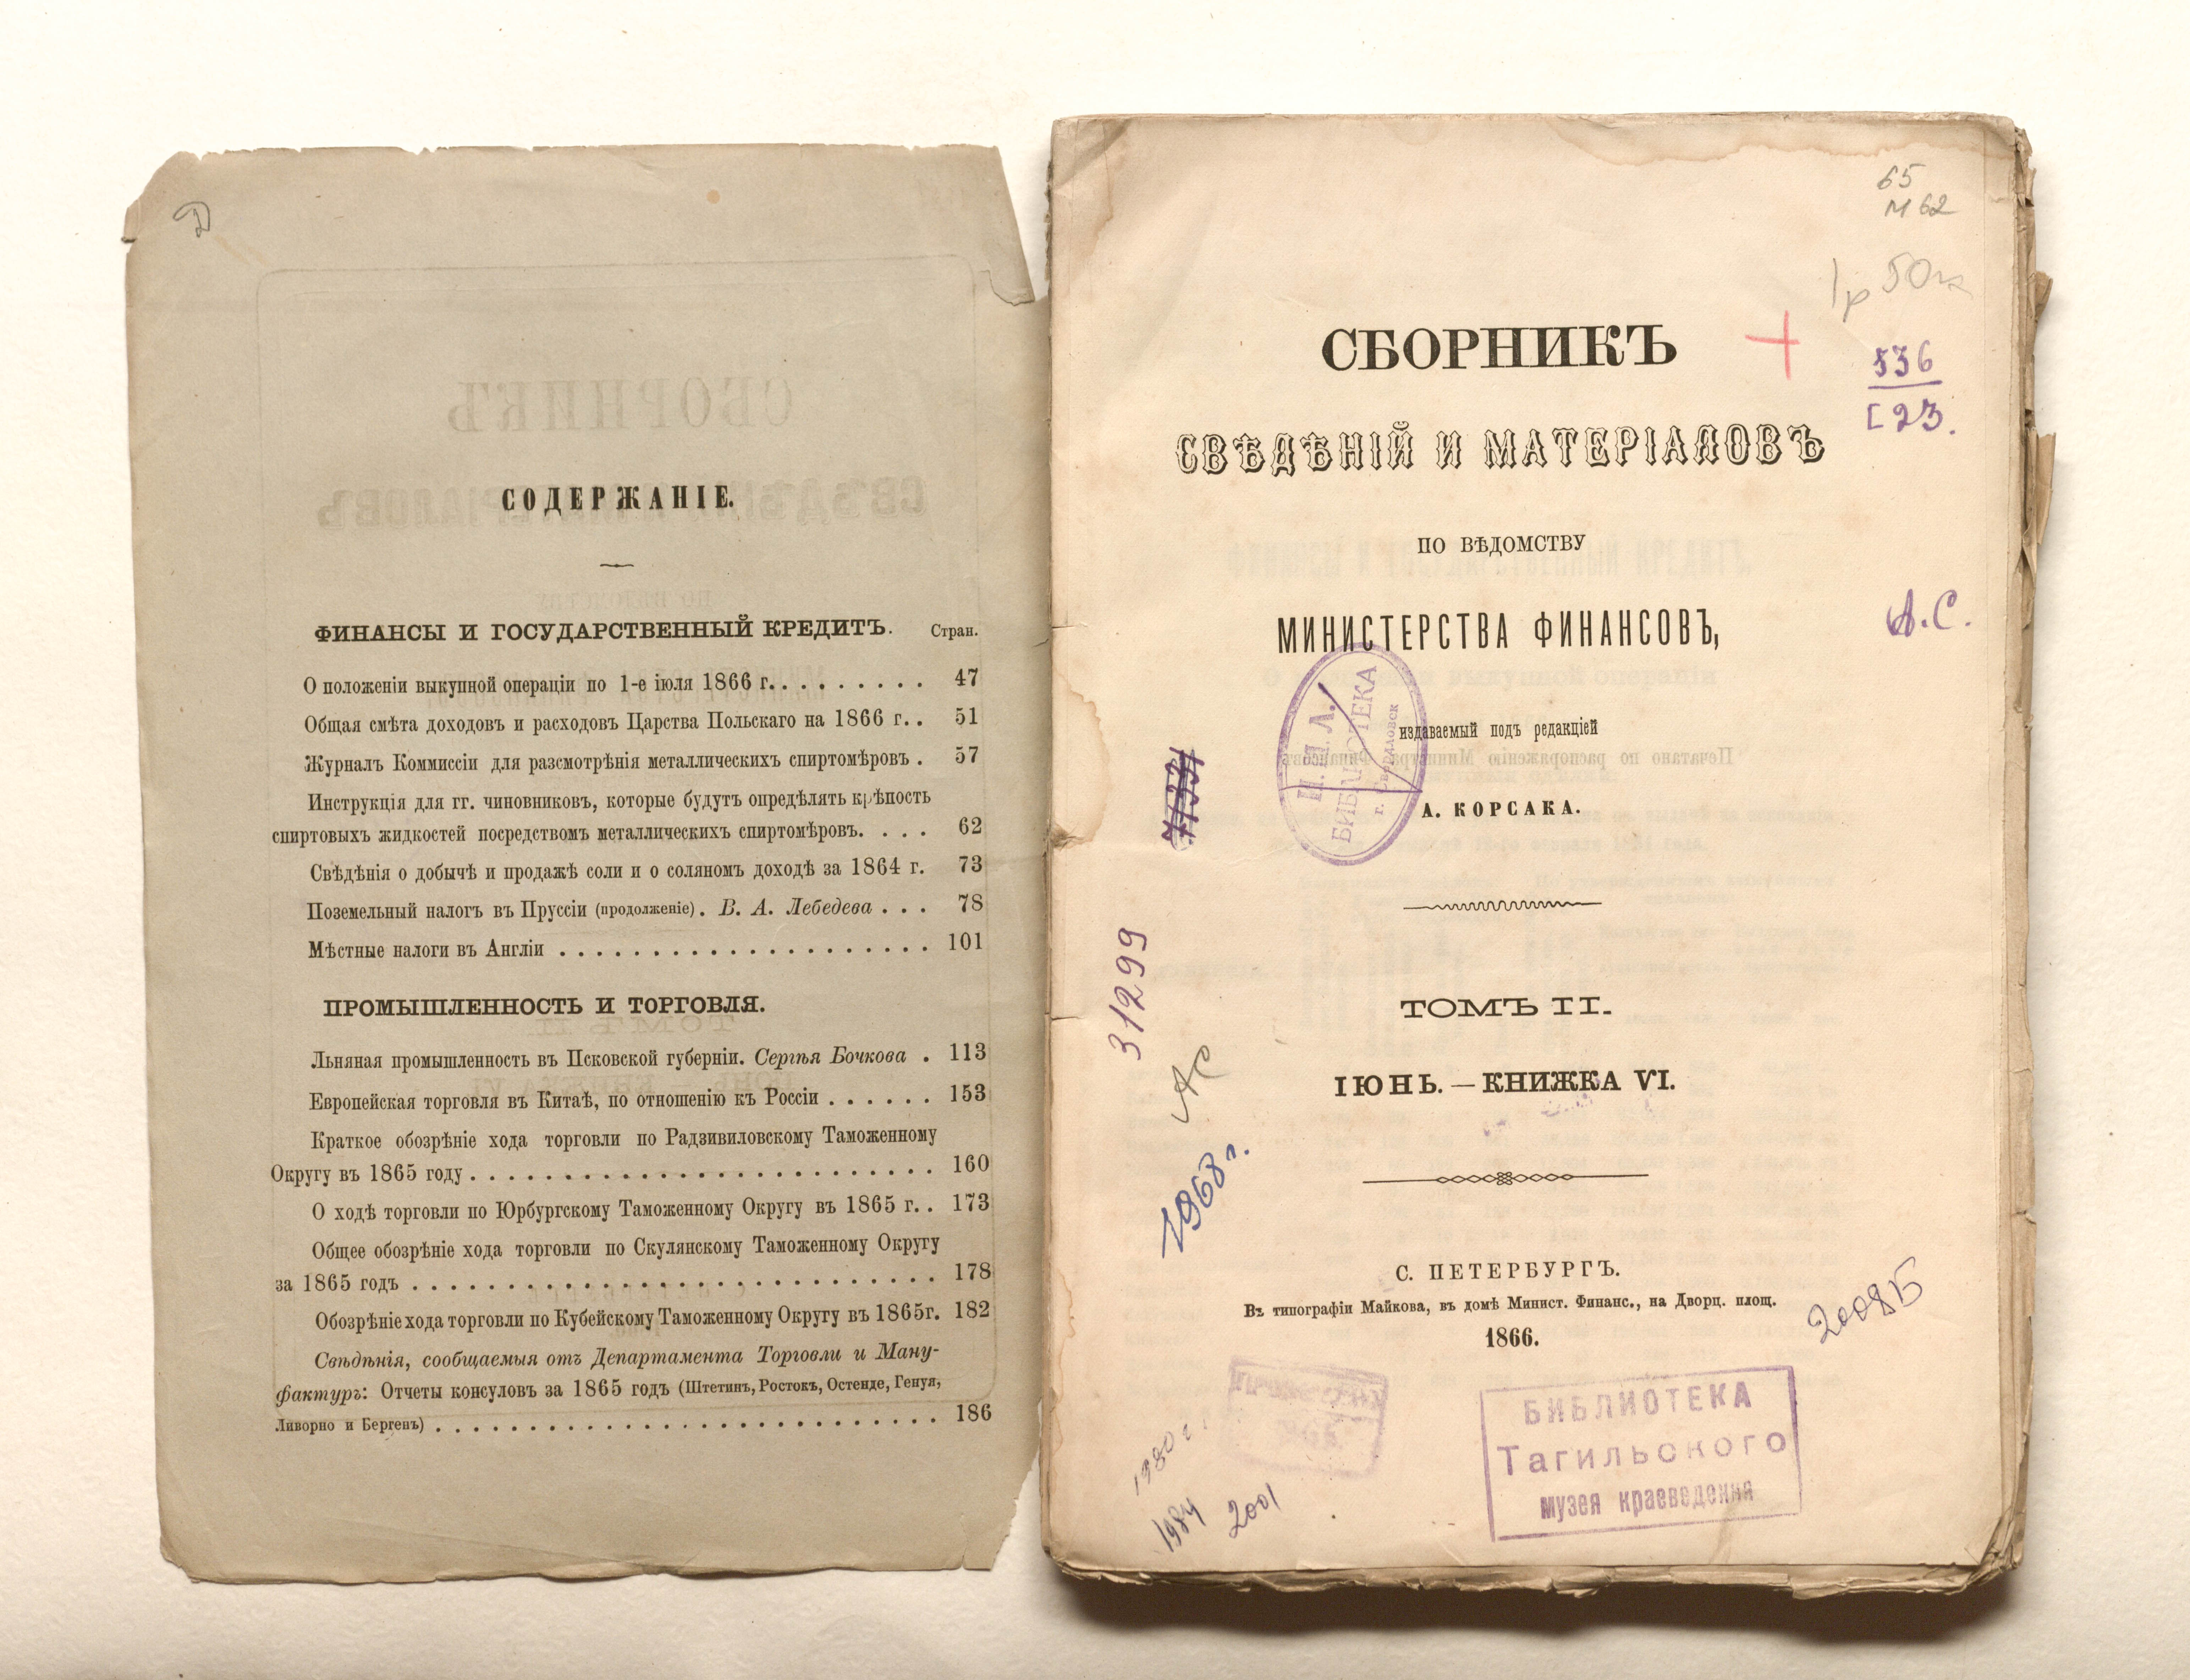 СОДЕРЖАНІЕ.
ФИНАНСЫ И ГОСУДАРСТВЕННЫЙ КРЕДИТЪ. Стран.
О положеніи выкупной операціи по 1-е іюля 1866 г. . . . . . . . . 47
Общая смѣта доходовъ и расходовъ Царства Польскаго на 1866 г. . 51
Журналъ Коммиссіи для разсмотрѣнія металлическихъ спиртомѣровъ . 57
Инструкція для гг. чиновниковъ, которые будутъ опредѣлять крѣпость
спиртовыхъ жидкостей посредствомъ металлическихъ спиртомѣровъ. . . . 62
Свѣдѣнія о добычѣ и продажѣ соли и о соляномъ доходѣ за 1864 г. 73
Поземельный налогъ въ Пруссіи (продолженіе). В. А. Лебедева . . . 78
Мѣстные налоги въ Англіи . . . . . . . . . . . . . . . . . . . . 101
ПРОМЫШЛЕННОСТЬ И ТОРГОВЛЯ.
Льняная промышленность въ Псковской губерніи. Сергѣя Бочкова . 113
Европейская торговля въ Китаѣ, по отношенію къ Россіи . . . . . . 153
Краткое обозрѣніе хода торговли по Радзивиловскому Таможенному
Округу въ 1865 году . . . . . . . . . . . . . . . . . . . . . . . . . 160
О ходѣ торговли по Юрбургскому Таможенному Округу въ 1865 г. . 173
Общее обозрѣніе хода торговли по Скулянскому Таможенному Округу
за 1865 годъ . . . . . . . . . . . . . . . . . . . . . . . . . . . . 178
Обозрѣніе хода торговли по Кубейскому Таможенному Округу въ 1865г. 182
Свѣдѣнія, сообщаемыя отъ Департамента Торговли и Ману-
фактуръ: Отчеты консуловъ за 1865 годъ (Штетинъ, Ростокъ, Остенде, Генуя,
Ливорно и Бергенъ) . . . . . . . . . . . . . . . . . . . . . . . . . . 186
65
М 62
1р 50к
536
С 23.
СБОРНИКЪ
СВѢДѢНІЙ И МАТЕРІАЛОВЪ
ПО ВѢДОМСТВУ
МИНИСТЕРСТВА ФИНАНСОВЪ,
А.С.
издаваемый подъ редакціей
А. КОРСАКА.
БИБЛИОТЕКА
г. Свердловск
31299
АС
1968 г.
ТОМЪ II.
ІЮНЬ. — КНИЖКА VI.
С. ПЕТЕРБУРГЪ.
Въ типографіи Майкова, въ домѣ Минист. Финанс., на Дворц. площ.
1866.
2008Б
1980 г.
1984
2001
БИБЛИОТЕКА
Тагильского
музея краеведения